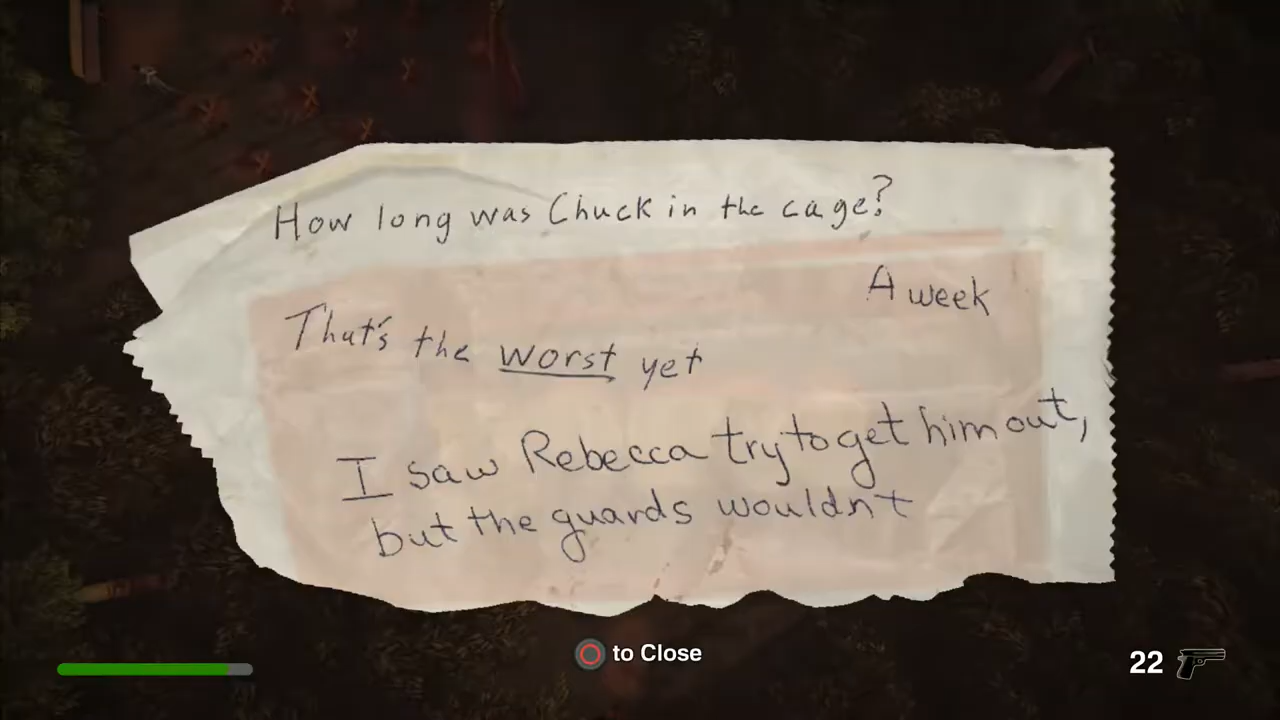 How long was Chuck in the cage?
A week
That's the worst yet
I saw Rebecca try to get him out,
but the guards wouldn't
to Close
22